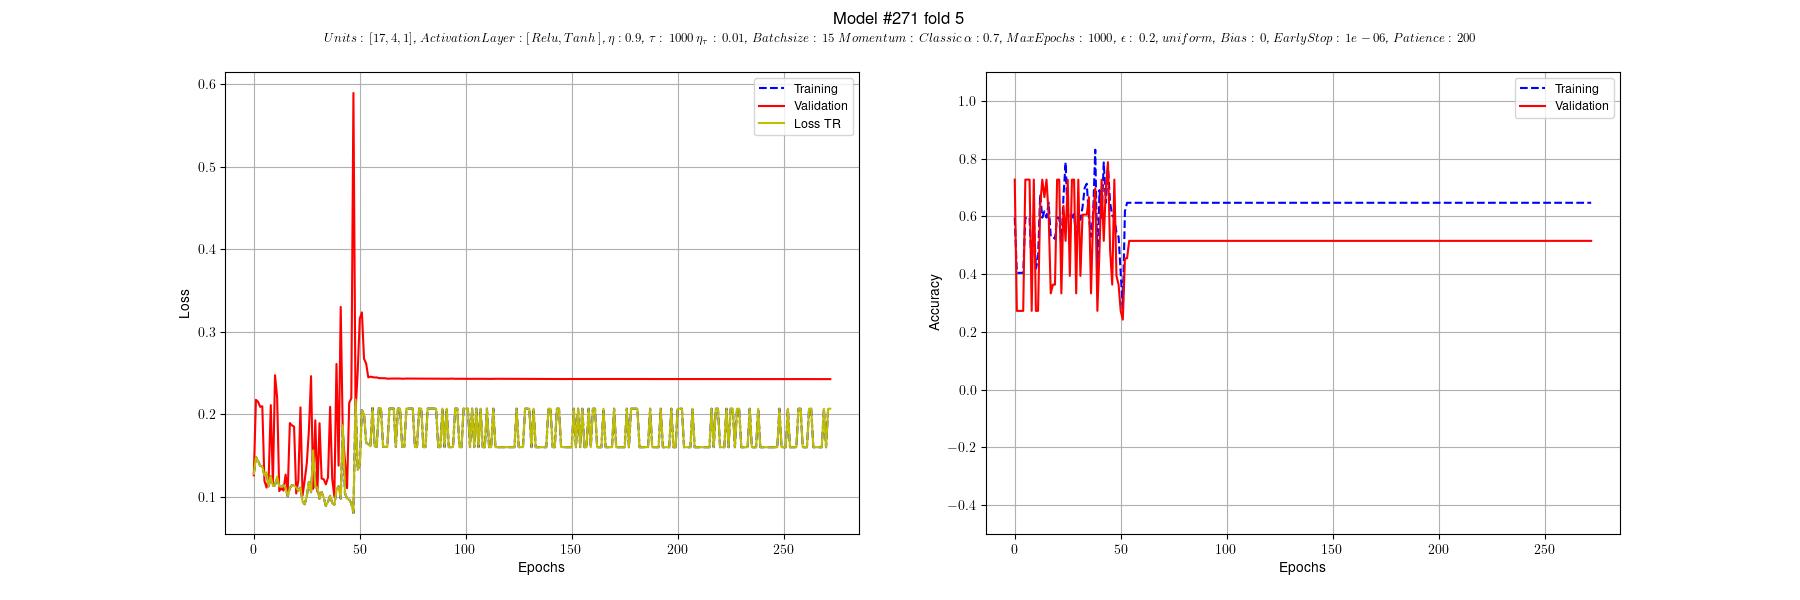 Model #271 fold 5
Units : [17, 4, 1], ActivationLayer : [Relu, Tanh], η : 0.9, τ : 1000 η_τ : 0.01, Batchsize : 15 Momentum : Classic α : 0.7, MaxEpochs : 1000, ϵ : 0.2, uniform, Bias : 0, EarlyStop : 1e − 06, Patience : 200
0.6
0.5
0.4
0.3
0.2
0.1
Loss
Training
Validation
Loss TR
0 50 100 150 200 250
Epochs
1.0
0.8
0.6
0.4
0.2
0.0
−0.2
−0.4
Accuracy
Training
Validation
0 50 100 150 200 250
Epochs